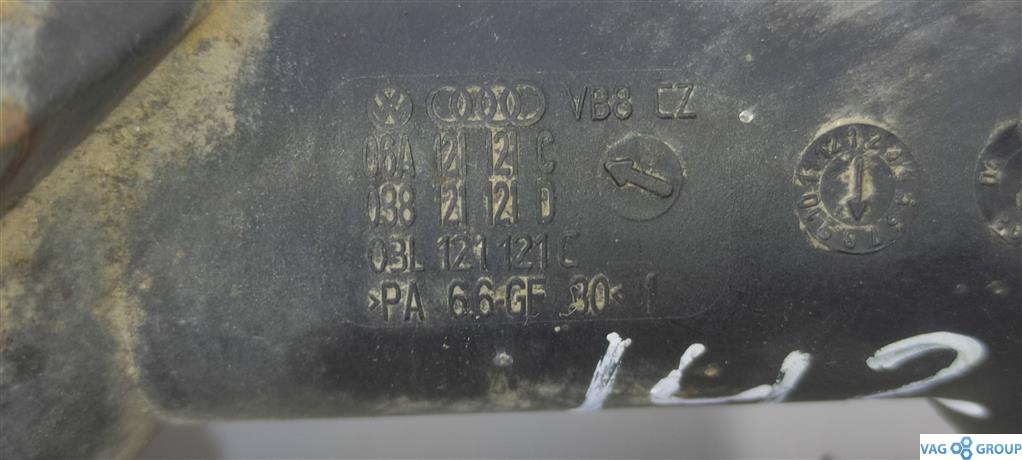 VB8 CZ
06A 121 121 C
038 121 121 D
03L 121 121 C
>PA 6.6 GF 30< 1
142
VAG GROUP